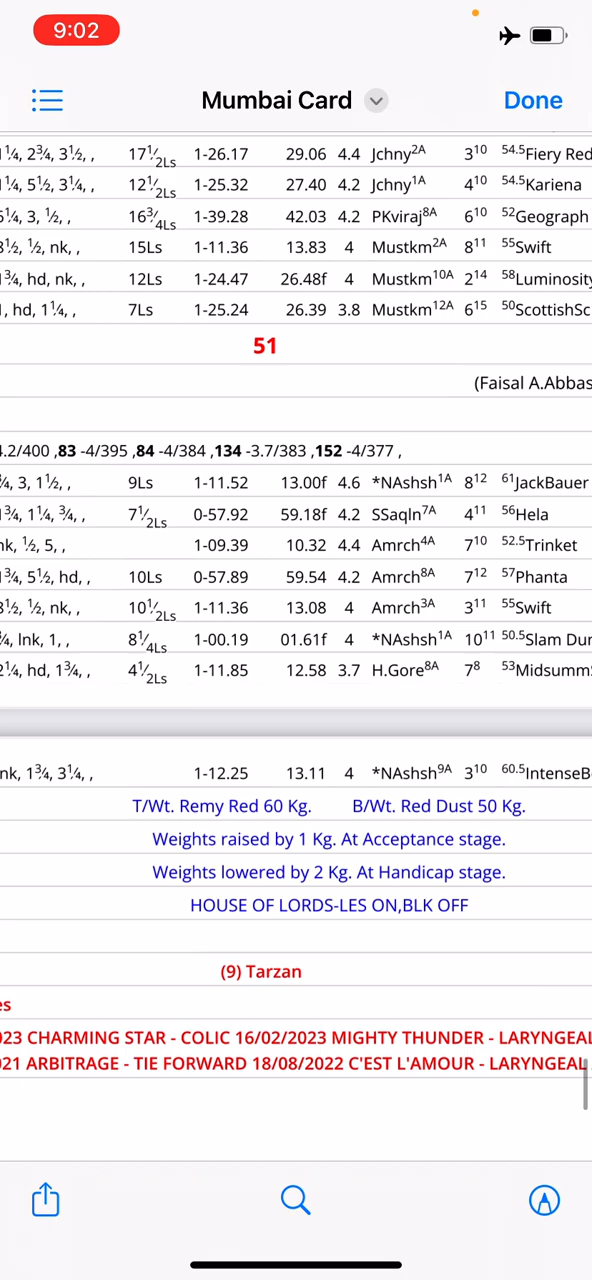 9:02
Mumbai Card
Done
1¼, 2¾, 3½, , 17½Ls 1-26.17 29.06 4.4 Jchny2A 3¹⁰ 54.5Fiery Red
1¼, 5½, 3¼, , 12½Ls 1-25.32 27.40 4.2 Jchny1A 4¹⁰ 54.5Kariena
¼, 3, ½, , 16¾Ls 1-39.28 42.03 4.2 PKviraj8A 6¹⁰ 52Geograph
½, ½, nk, , 15Ls 1-11.36 13.83 4 Mustkm2A 8¹¹ 55Swift
¾, hd, nk, , 12Ls 1-24.47 26.48f 4 Mustkm10A 2¹⁴ 58Luminosity
, hd, 1¼, , 7Ls 1-25.24 26.39 3.8 Mustkm12A 6¹⁵ 50ScottishSc
51
(Faisal A.Abbas
.2/400 ,83 -4/395 ,84 -4/384 ,134 -3.7/383 ,152 -4/377 ,
¾, 3, 1½, , 9Ls 1-11.52 13.00f 4.6 *NAshsh1A 8¹² 61JackBauer
1¾, 1¼, ¾, , 7½Ls 0-57.92 59.18f 4.2 SSaqln7A 4¹¹ 56Hela
nk, ½, 5, , 1-09.39 10.32 4.4 Amrch4A 7¹⁰ 52.5Trinket
1¾, 5½, hd, , 10Ls 0-57.89 59.54 4.2 Amrch8A 7¹² 57Phanta
½, ½, nk, , 10½Ls 1-11.36 13.08 4 Amrch3A 3¹¹ 55Swift
¾, lnk, 1, , 8¼Ls 1-00.19 01.61f 4 *NAshsh1A 10¹¹ 50.5Slam Dun
2¼, hd, 1¾, , 4½Ls 1-11.85 12.58 3.7 H.Gore8A 7⁸ 53Midsumm
nk, 1¾, 3¼, , 1-12.25 13.11 4 *NAshsh9A 3¹⁰ 60.5IntenseB
T/Wt. Remy Red 60 Kg. B/Wt. Red Dust 50 Kg.
Weights raised by 1 Kg. At Acceptance stage.
Weights lowered by 2 Kg. At Handicap stage.
HOUSE OF LORDS-LES ON,BLK OFF
(9) Tarzan
es
023 CHARMING STAR - COLIC 16/02/2023 MIGHTY THUNDER - LARYNGEAL
021 ARBITRAGE - TIE FORWARD 18/08/2022 C'EST L'AMOUR - LARYNGEAL